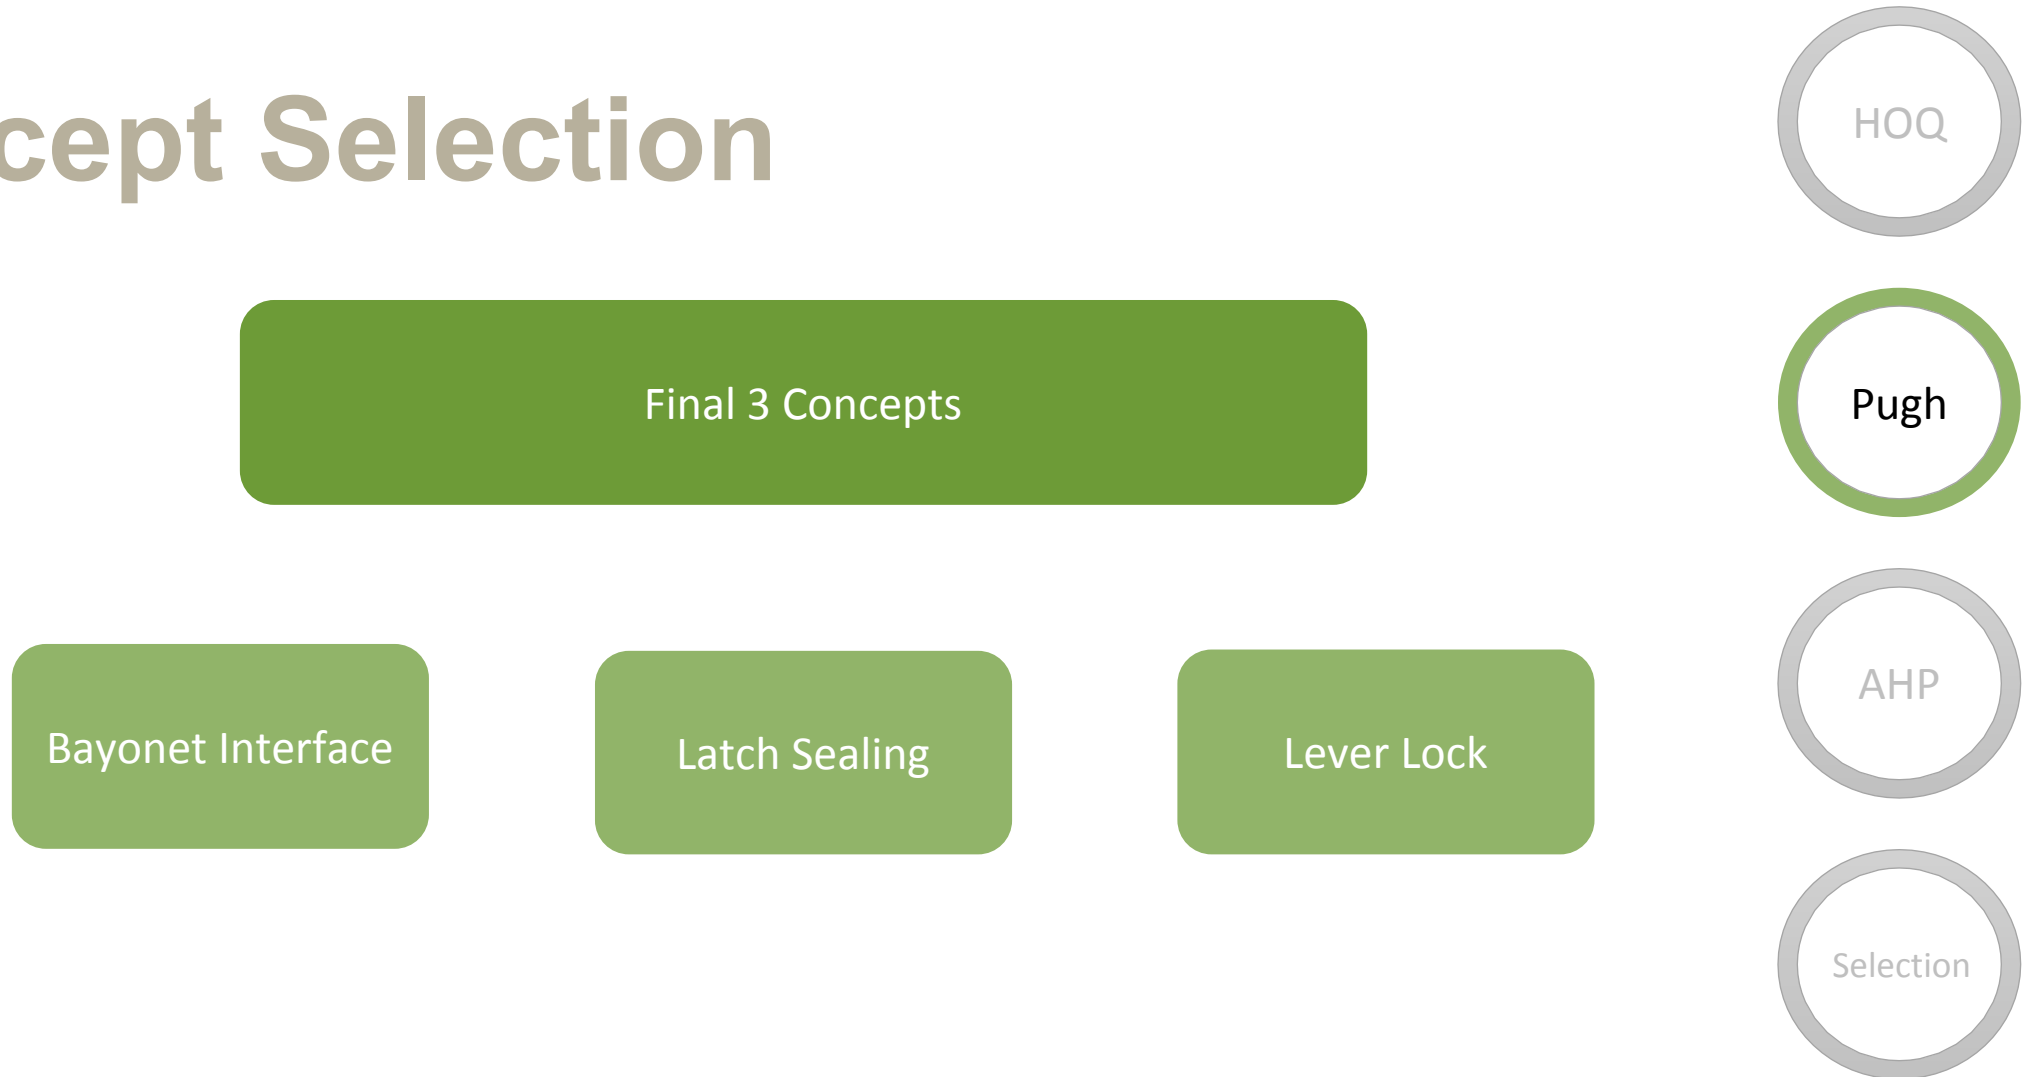 cept Selection
HOQ
Final 3 Concepts
Pugh
Bayonet Interface
Latch Sealing
Lever Lock
AHP
Selection